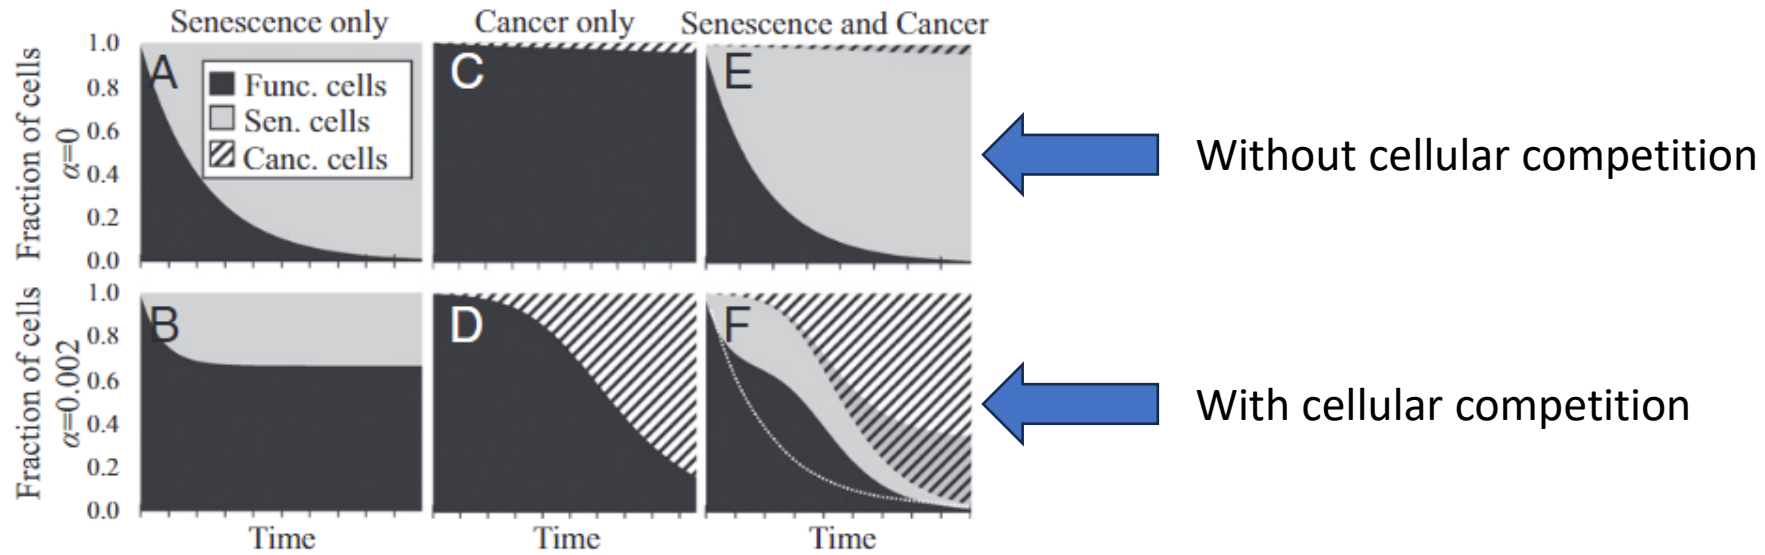 Senescence only
Cancer only
Senescence and Cancer
Fraction of cells
α=0
1.0
0.8
0.6
0.4
0.2
0.0
A
Func. cells
Sen. cells
Canc. cells
C
E
Without cellular competition
Fraction of cells
α=0.002
1.0
0.8
0.6
0.4
0.2
0.0
B
D
F
With cellular competition
Time
Time
Time